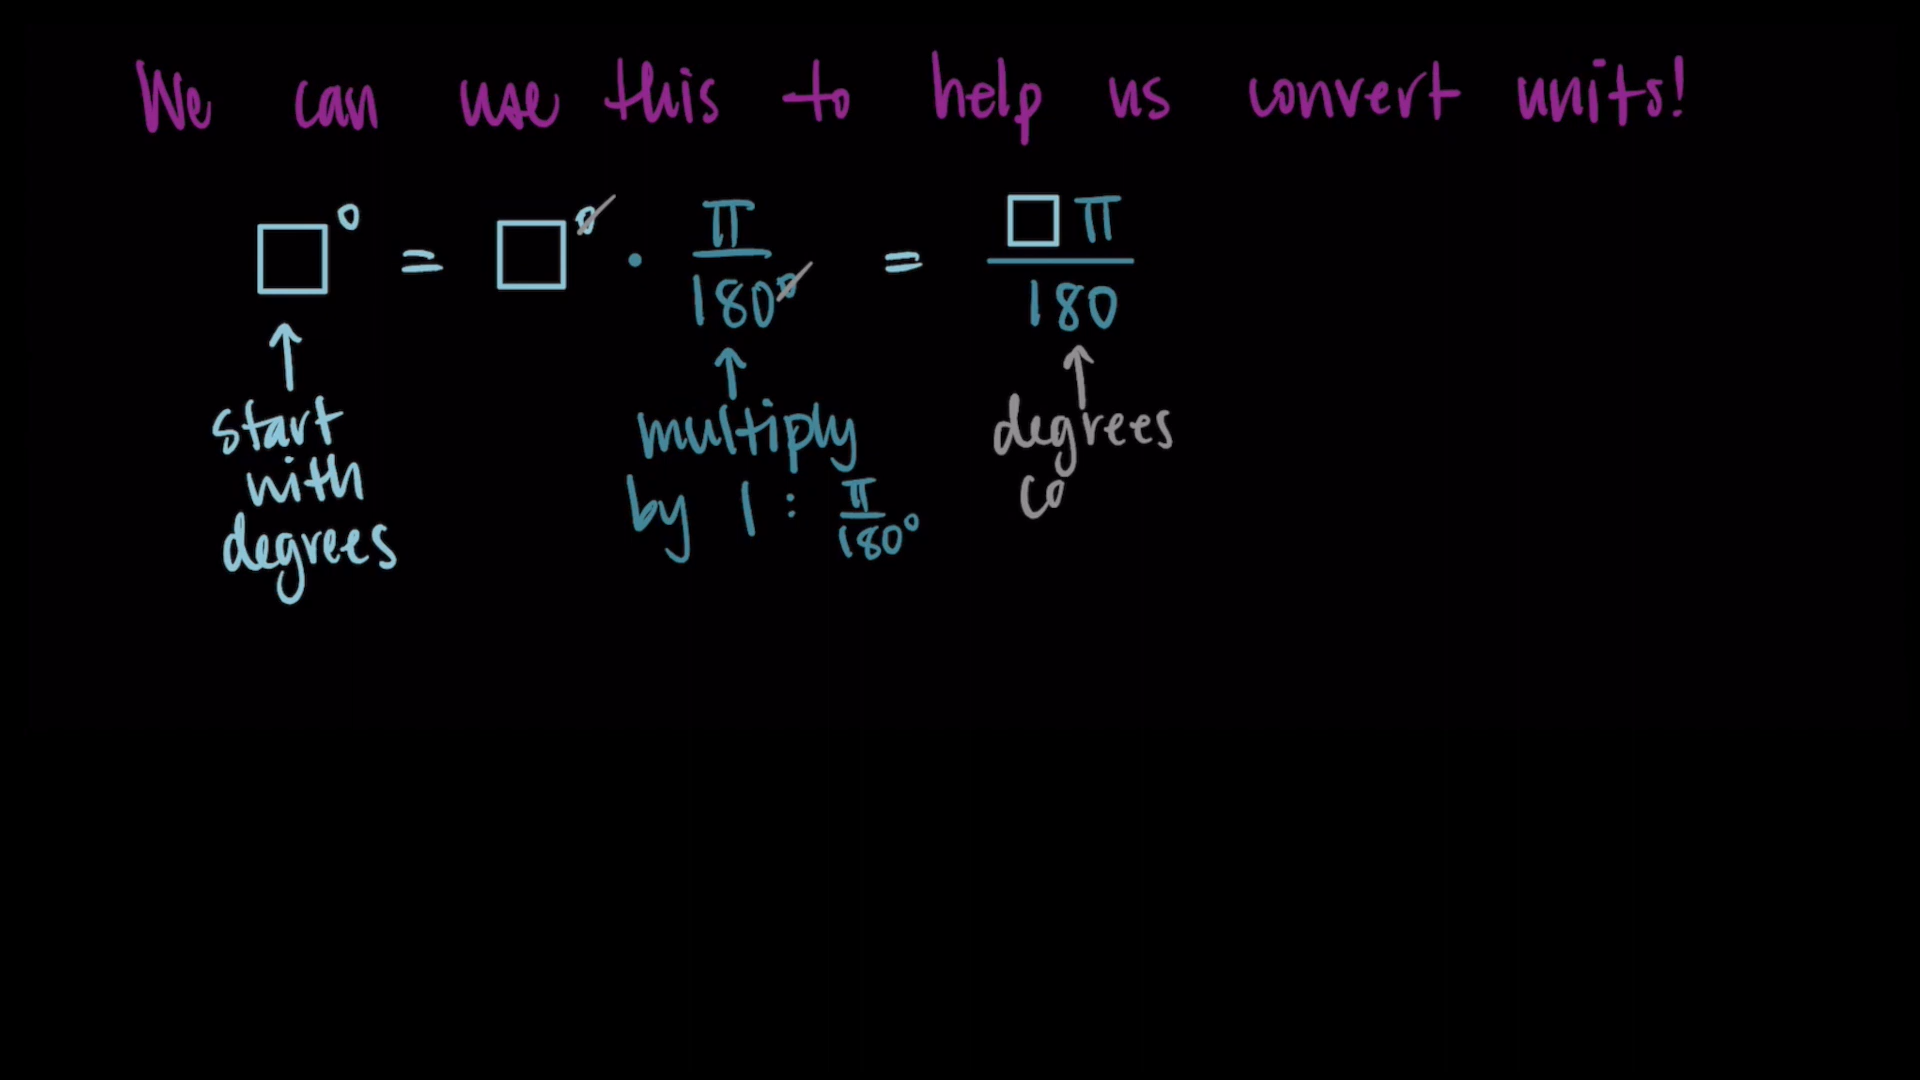 We can use this to help us convert units!
□° = □° · π/180° = □π/180
↑ ↑ ↑
start with degrees
multiply by 1 : π/180°
degrees co